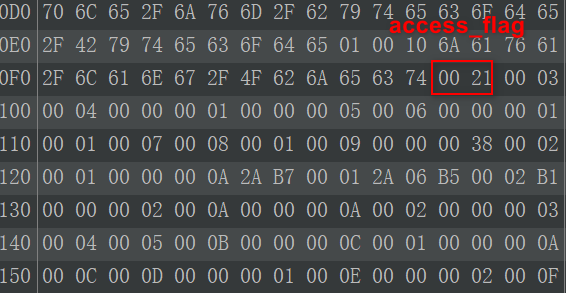 0D0 70 6C 65 2F 6A 76 6D 2F 62 79 74 65 63 6F 64 65
access_flag
0E0 2F 42 79 74 65 63 6F 64 65 01 00 10 6A 61 76 61
0F0 2F 6C 61 6E 67 2F 4F 62 6A 65 63 74 00 21 00 03
100 00 04 00 00 00 01 00 00 00 05 00 06 00 00 00 01
110 00 01 00 07 00 08 00 01 00 09 00 00 00 38 00 02
120 00 01 00 00 00 0A 2A B7 00 01 2A 06 B5 00 02 B1
130 00 00 00 02 00 0A 00 00 00 0A 00 02 00 00 00 03
140 00 04 00 05 00 0B 00 00 00 0C 00 01 00 00 00 0A
150 00 0C 00 0D 00 00 00 01 00 0E 00 00 00 02 00 0F